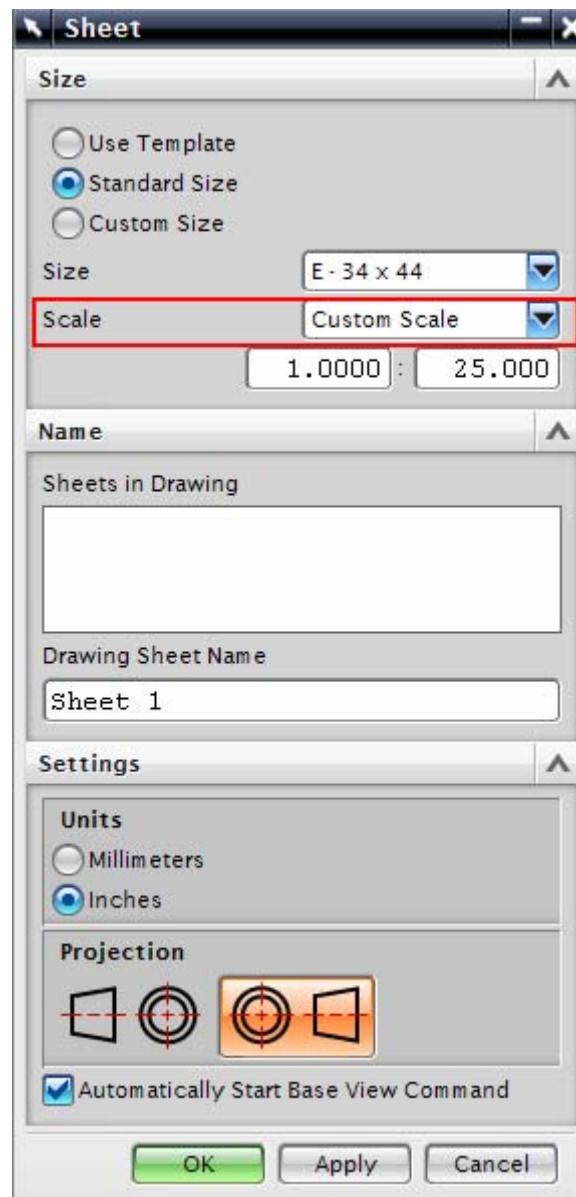 Sheet
Size
Use Template
Standard Size
Custom Size
Size E - 34 x 44
Scale Custom Scale
1.0000 : 25.000
Name
Sheets in Drawing
Drawing Sheet Name
Sheet 1
Settings
Units
Millimeters
Inches
Projection
Automatically Start Base View Command
OK Apply Cancel